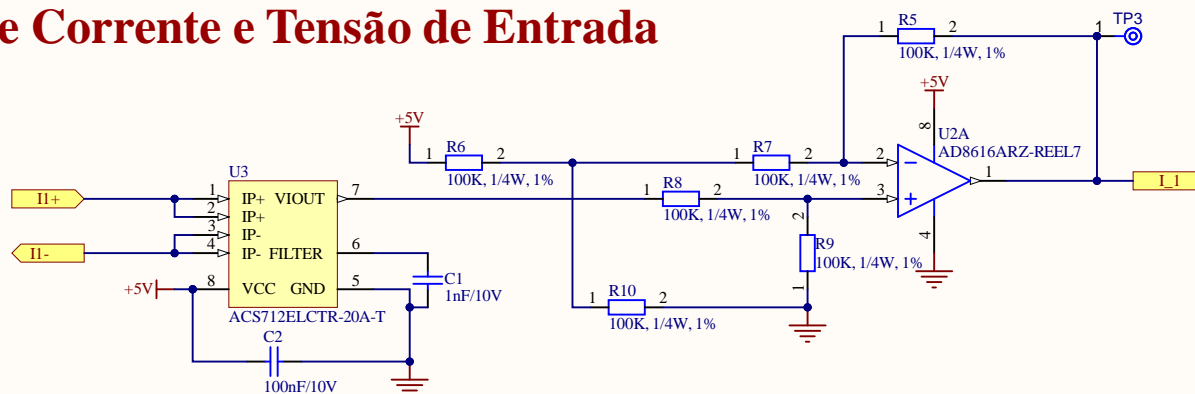 e Corrente e Tensão de Entrada
R5
1
2
100K, 1/4W, 1%
1
TP3
+5V
8
U2A
AD8616ARZ-REEL7
+5V
1
R6
2
100K, 1/4W, 1%
1
R7
2
100K, 1/4W, 1%
2
3
1
I_1
4
U3
I1+
I1-
1
2
3
4
IP+
IP+
IP-
IP-
VIOUT
7
FILTER
6
+5V
8
VCC
GND
5
ACS712ELCTR-20A-T
1
R8
2
100K, 1/4W, 1%
2
R9
100K, 1/4W, 1%
1
C1
1nF/10V
1
R10
2
100K, 1/4W, 1%
C2
100nF/10V